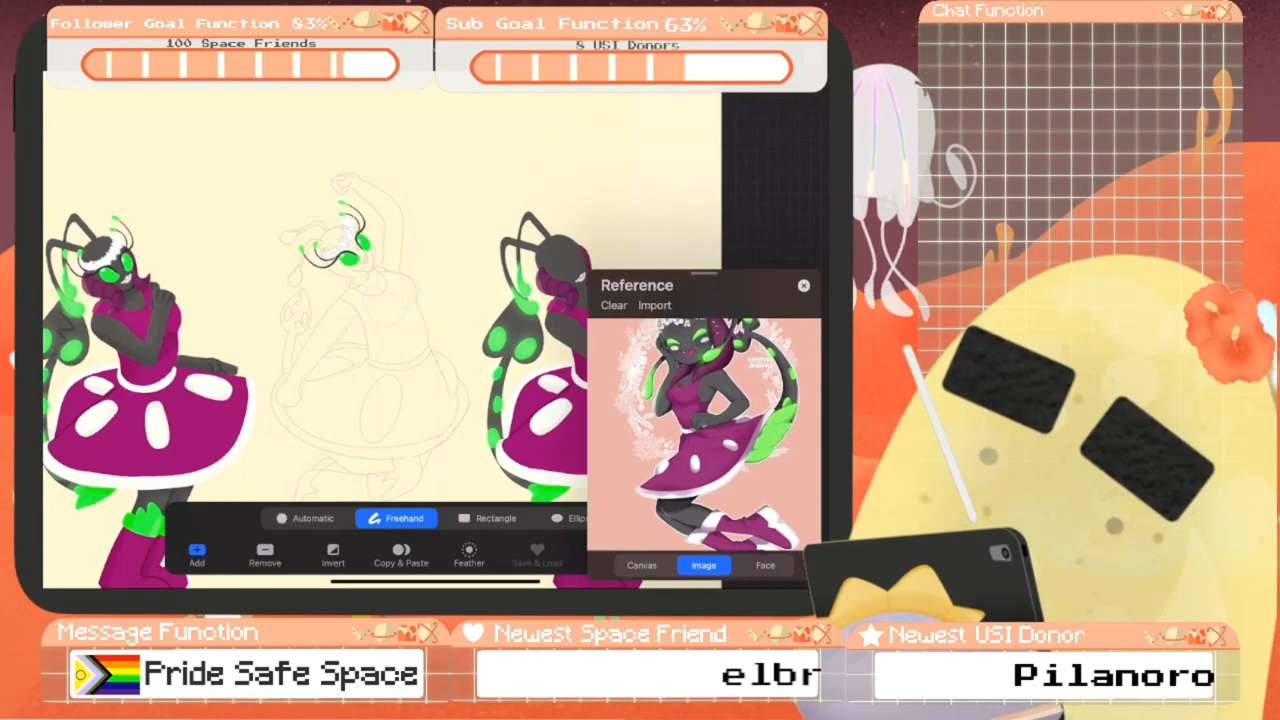 Follower Goal Function 83%
100 Space Friends
Sub Goal Function 63%
8 USI Donors
Chat Function
Reference
Clear Import
Canvas Image Face
Automatic Freehand Rectangle
Add Remove Invert Copy & Paste Feather Save & Load
Message Function
Pride Safe Space
Newest Space Friend
elbr
Newest USI Donor
Pilanoro